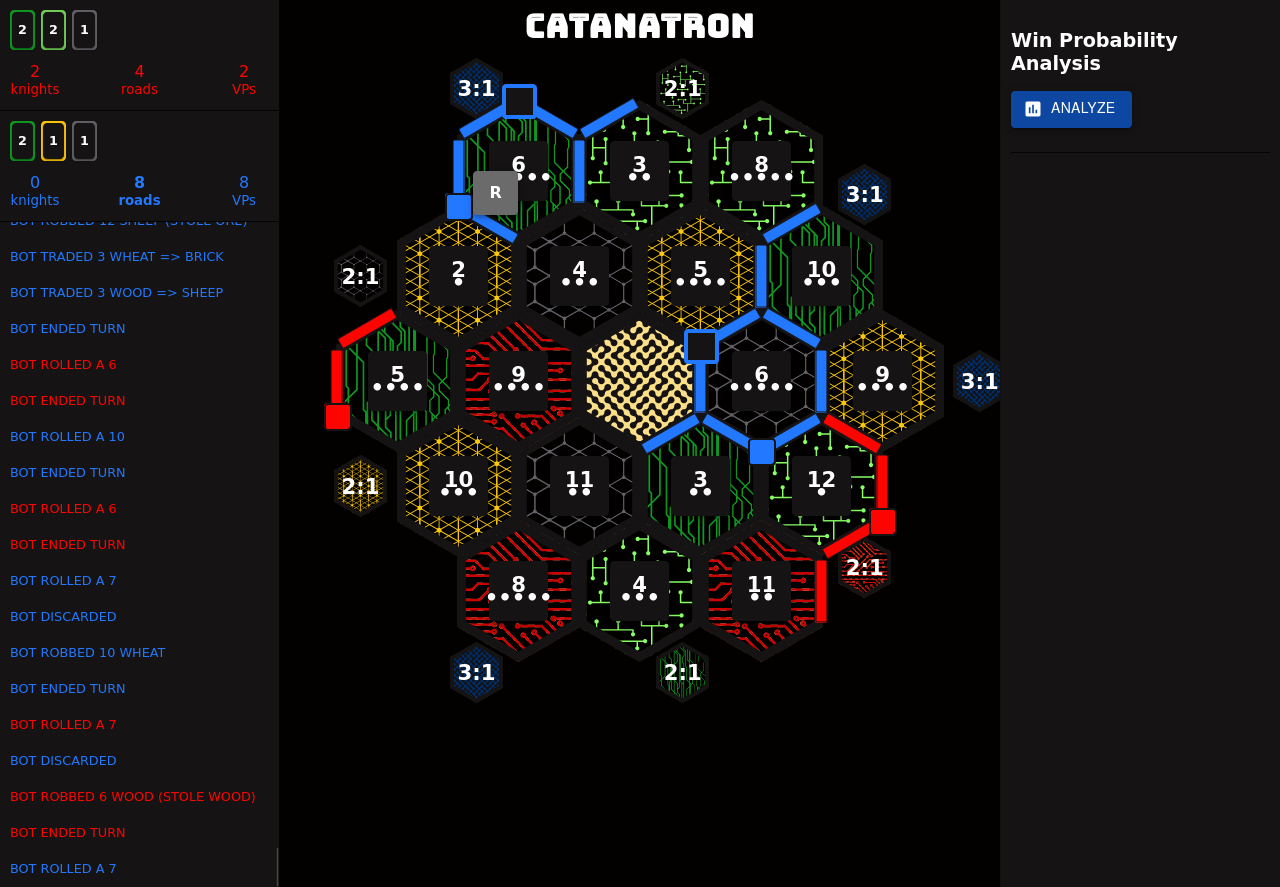 2 2 1
2 4 2
knights roads VPs
2 1 1
0 8 8
knights roads VPs
BOT ROBBED 12 SHEEP (STOLE ORE)
BOT TRADED 3 WHEAT => BRICK
BOT TRADED 3 WOOD => SHEEP
BOT ENDED TURN
BOT ROLLED A 6
BOT ENDED TURN
BOT ROLLED A 10
BOT ENDED TURN
BOT ROLLED A 6
BOT ENDED TURN
BOT ROLLED A 7
BOT DISCARDED
BOT ROBBED 10 WHEAT
BOT ENDED TURN
BOT ROLLED A 7
BOT DISCARDED
BOT ROBBED 6 WOOD (STOLE WOOD)
BOT ENDED TURN
BOT ROLLED A 7
CATANATRON
3:1 2:1
6 3 8
R 3:1
2:1 2 4 5 10
5 9 6 9 3:1
2:1 10 11 3 12
8 4 11 2:1
3:1 2:1
Win Probability
Analysis
ANALYZE